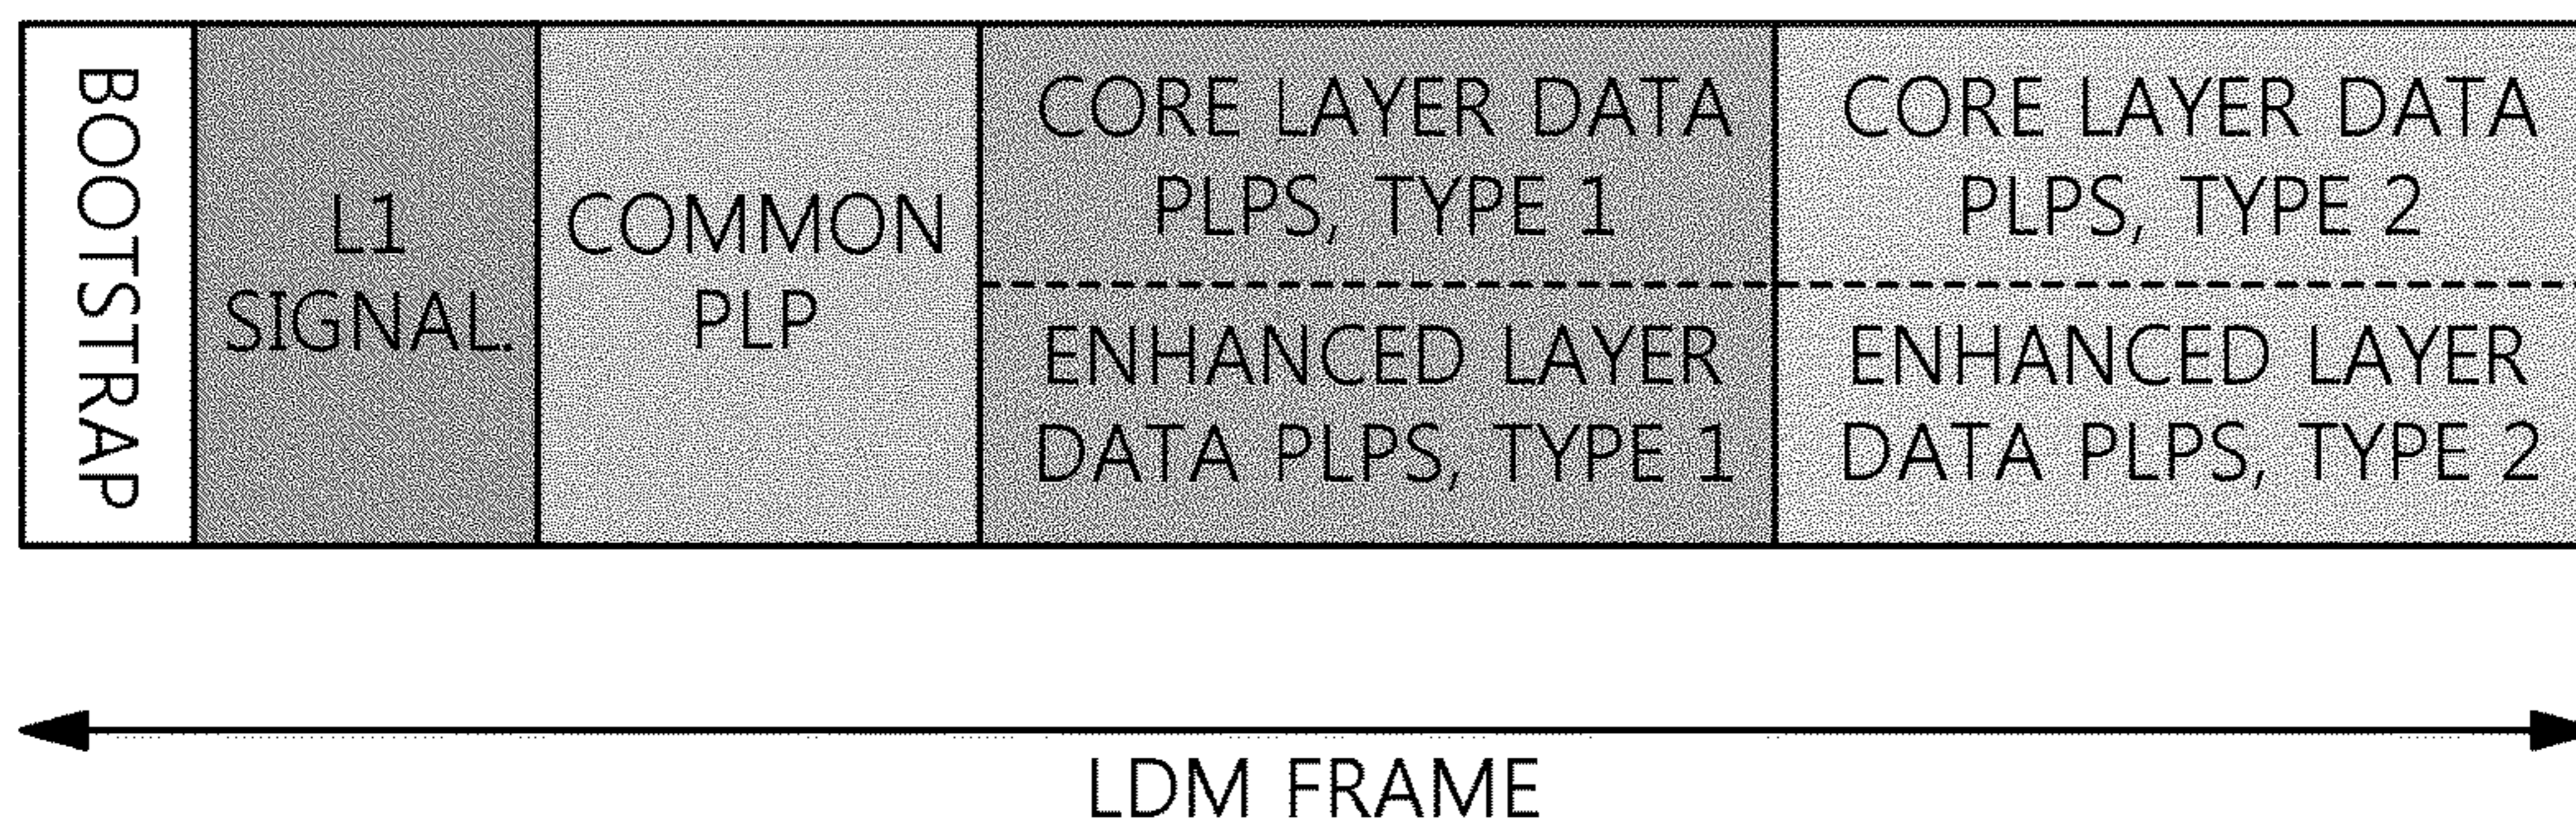 BOOTSTRAP
L1
SIGNAL.
COMMON
PLP
CORE LAYER DATA
PLPS, TYPE 1
ENHANCED LAYER
DATA PLPS, TYPE 1
CORE LAYER DATA
PLPS, TYPE 2
ENHANCED LAYER
DATA PLPS, TYPE 2
LDM FRAME